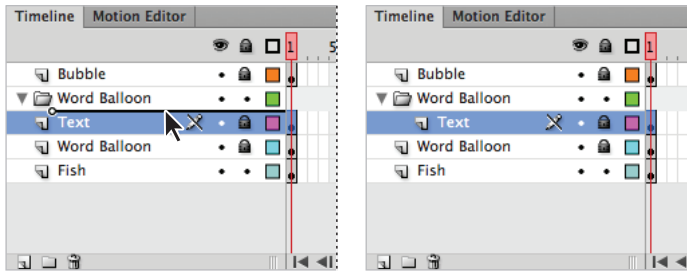 Timeline Motion Editor
1 5
Bubble
Word Balloon
Text
Word Balloon
Fish
Timeline Motion Editor
1
Bubble
Word Balloon
Text
Word Balloon
Fish